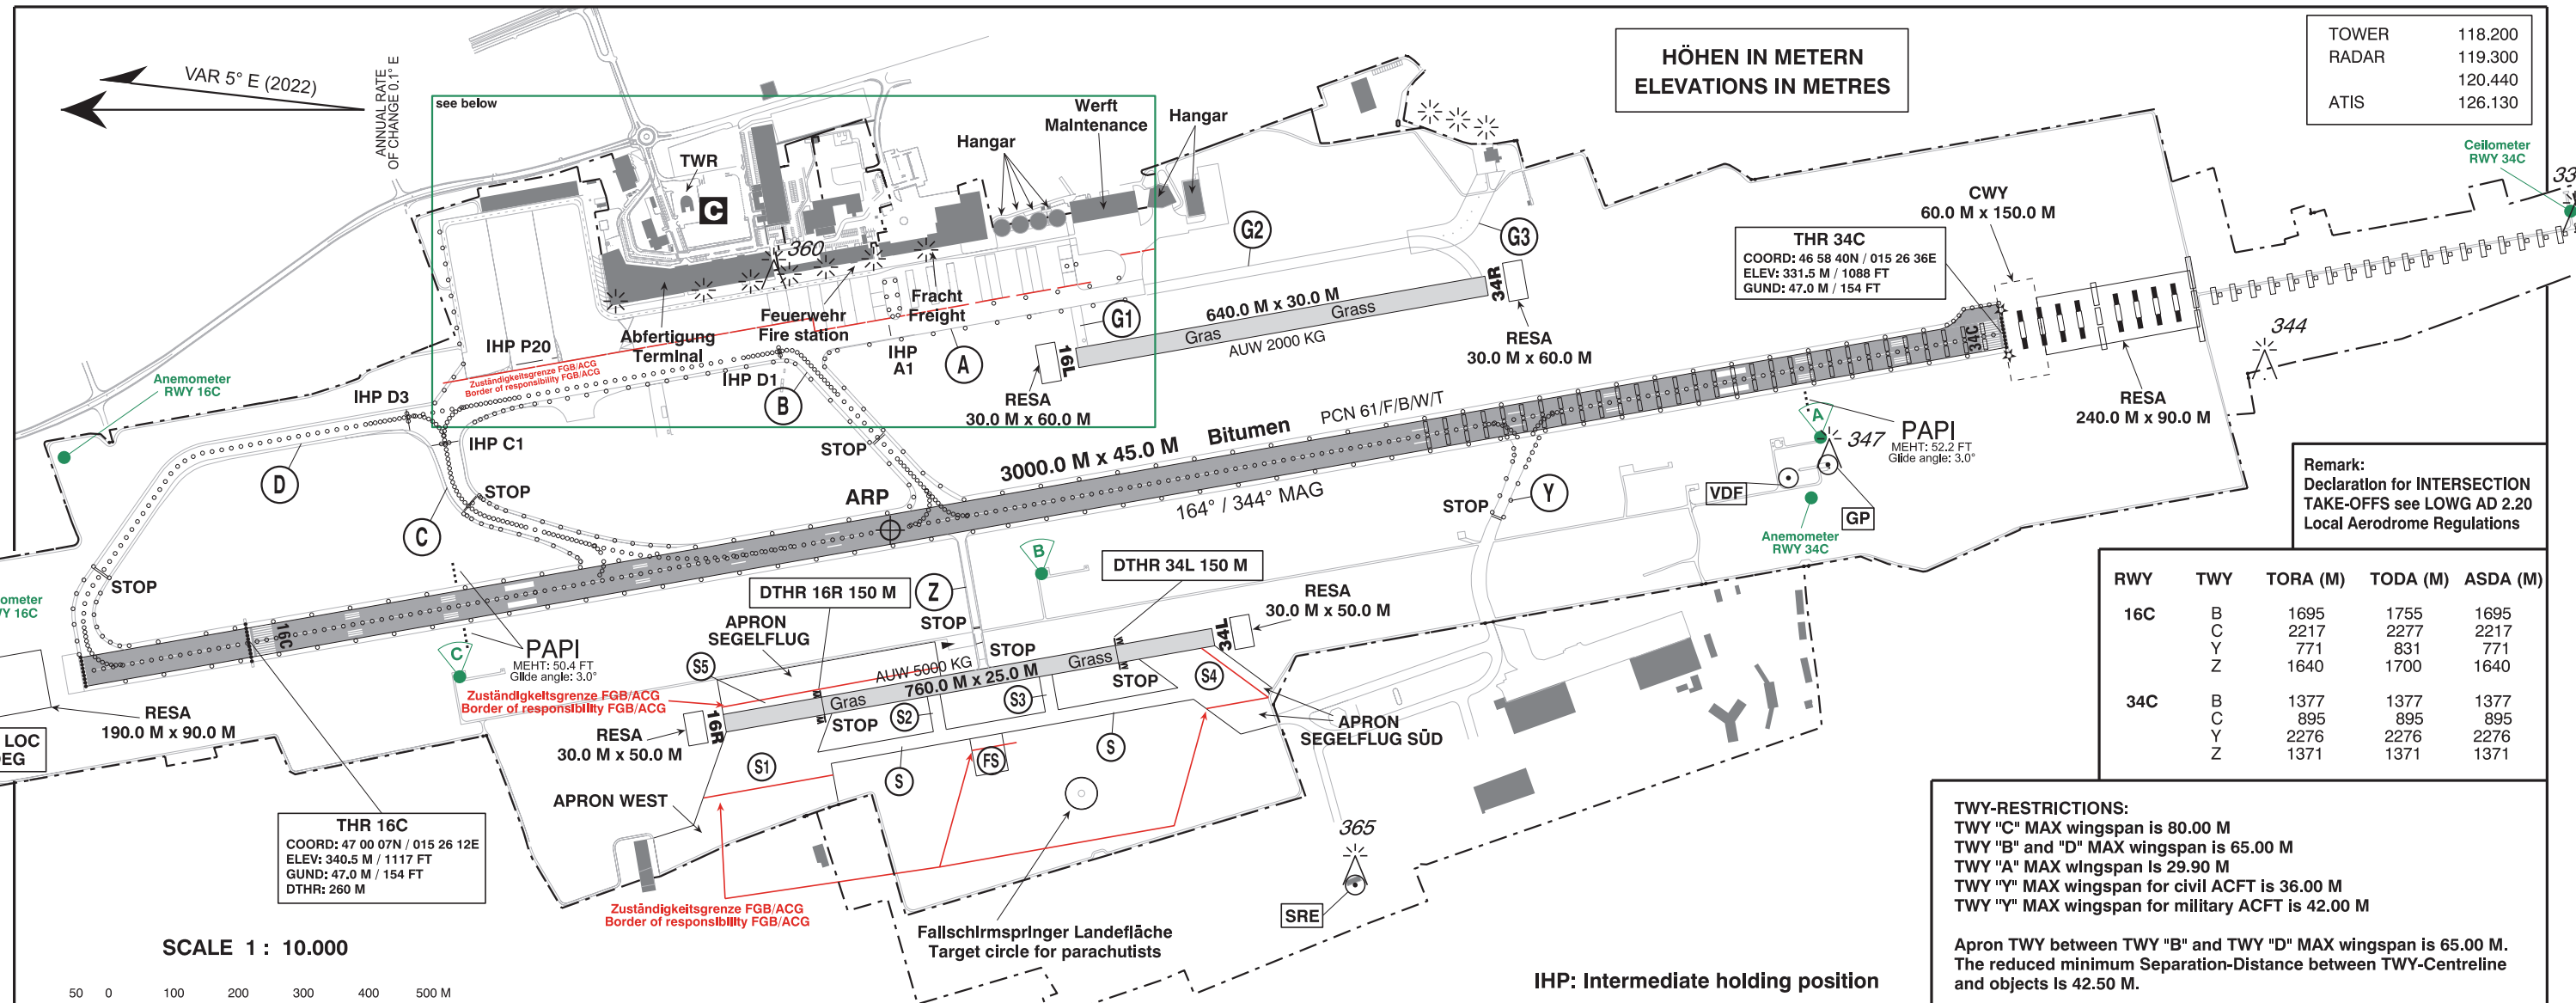 VAR 5° E (2022)
ANNUAL RATE
OF CHANGE 0.1° E
see below
TWR
C
360
Hangar
Werft
Maintenance
Hangar
HÖHEN IN METERN
ELEVATIONS IN METRES
TOWER 118.200
RADAR 119.300
120.440
ATIS 126.130
Ceilometer
RWY 34C
33
CWY
60.0 M x 150.0 M
THR 34C
COORD: 46 58 40N / 015 26 36E
ELEV: 331.5 M / 1088 FT
GUND: 47.0 M / 154 FT
G2
G3
G1
34R
640.0 M x 30.0 M
Gras
Grass
AUW 2000 KG
16L
RESA
30.0 M x 60.0 M
RESA
30.0 M x 60.0 M
Fracht
Freight
Feuerwehr
Fire station
Abfertigung
Terminal
IHP P20
Zuständigkeitsgrenze FGB/ACG
Border of responsibility FGB/ACG
IHP D1
B
IHP
A1
A
Anemometer
RWY 16C
IHP D3
IHP C1
D
C
STOP
STOP
STOP
ARP
3000.0 M x 45.0 M
Bitumen
PCN 61/F/B/W/T
164° / 344° MAG
34C
344
RESA
240.0 M x 90.0 M
A
347
PAPI
MEHT: 52.2 FT
Glide angle: 3.0°
VDF
GP
Anemometer
RWY 34C
STOP
Y
Remark:
Declaration for INTERSECTION
TAKE-OFFS see LOWG AD 2.20
Local Aerodrome Regulations
RWY TWY TORA (M) TODA (M) ASDA (M)
16C B 1695 1755 1695
C 2217 2277 2217
Y 771 831 771
Z 1640 1700 1640
34C B 1377 1377 1377
C 895 895 895
Y 2276 2276 2276
Z 1371 1371 1371
ometer
Y 16C
16C
PAPI
MEHT: 50.4 FT
Glide angle: 3.0°
C
B
Z
STOP
DTHR 16R 150 M
DTHR 34L 150 M
APRON
SEGELFLUG
S5
AUW 5000 KG
760.0 M x 25.0 M
Gras
Grass
STOP
STOP
STOP
34L
RESA
30.0 M x 50.0 M
Zuständigkeitsgrenze FGB/ACG
Border of responsibility FGB/ACG
16R
RESA
30.0 M x 50.0 M
S2
S3
S4
S1
S
FS
S
APRON
SEGELFLUG SÜD
APRON WEST
RESA
190.0 M x 90.0 M
LOC
DEG
THR 16C
COORD: 47 00 07N / 015 26 12E
ELEV: 340.5 M / 1117 FT
GUND: 47.0 M / 154 FT
DTHR: 260 M
Zuständigkeitsgrenze FGB/ACG
Border of responsibility FGB/ACG
Fallschirmspringer Landefläche
Target circle for parachutists
365
SRE
SCALE 1 : 10.000
50 0 100 200 300 400 500 M
IHP: Intermediate holding position
TWY-RESTRICTIONS:
TWY "C" MAX wingspan is 80.00 M
TWY "B" and "D" MAX wingspan is 65.00 M
TWY "A" MAX wingspan is 29.90 M
TWY "Y" MAX wingspan for civil ACFT is 36.00 M
TWY "Y" MAX wingspan for military ACFT is 42.00 M
Apron TWY between TWY "B" and TWY "D" MAX wingspan is 65.00 M.
The reduced minimum Separation-Distance between TWY-Centreline
and objects is 42.50 M.